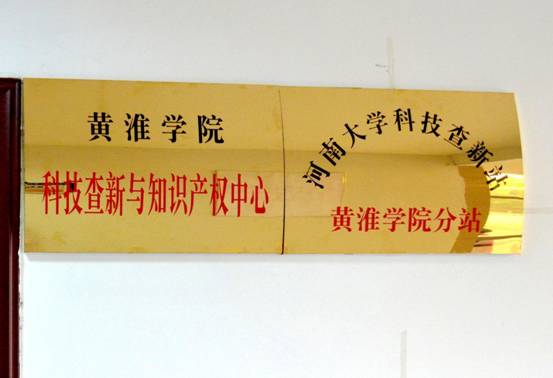 黄淮学院
科技查新与知识产权中心
河南大学科技查新站
黄淮学院分站